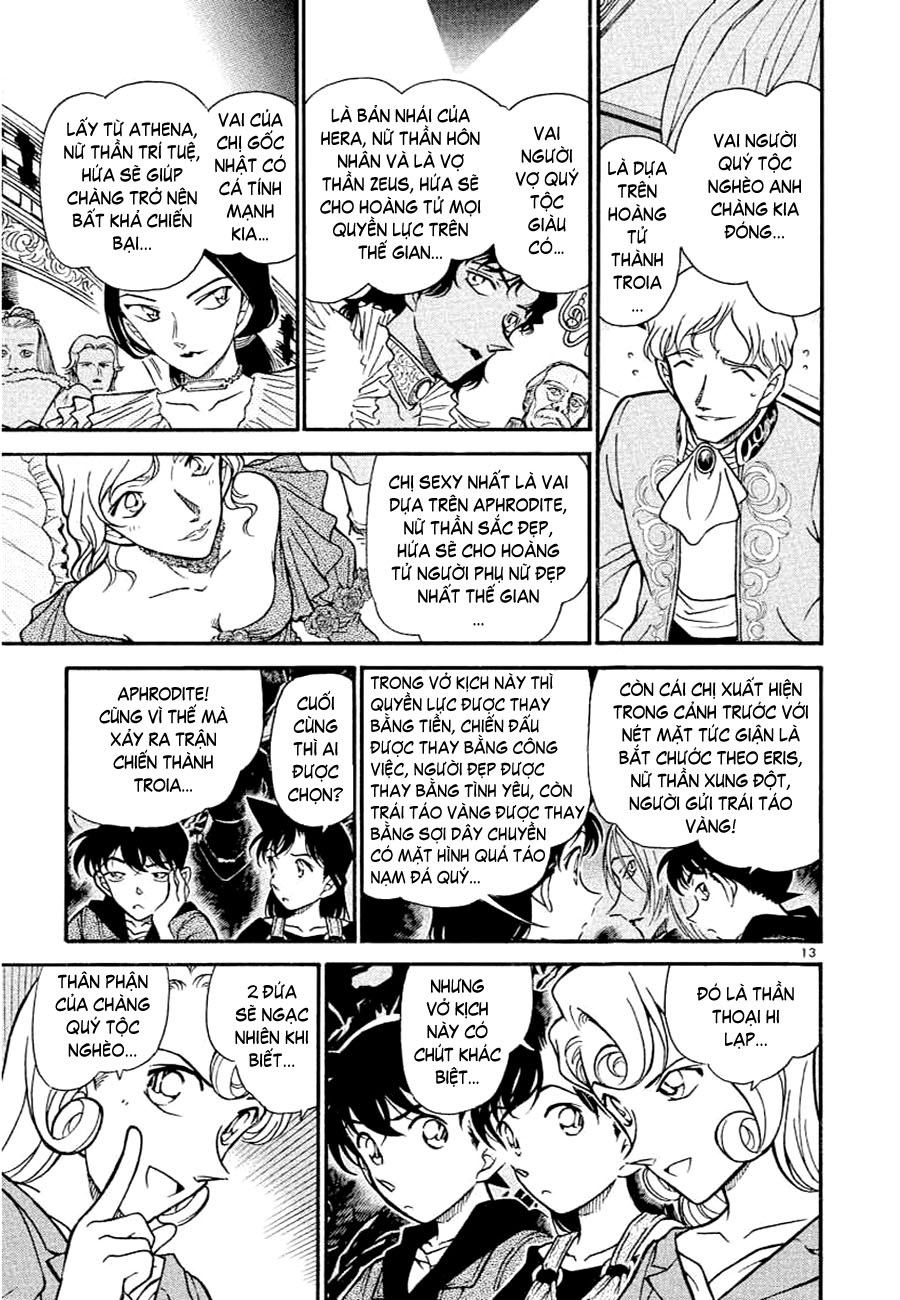 VAI NGƯỜI
QUÝ TỘC
NGHÈO ANH
CHÀNG KIA
ĐÓNG...
LÀ DỰA
TRÊN
HOÀNG
TỬ
THÀNH
TROIA
...
VAI
NGƯỜI
VỢ QUÝ
TỘC
GIÀU
CÓ...
LÀ BẢN NHÁI CỦA
HERA, NỮ THẦN HÔN
NHÂN VÀ LÀ VỢ
THẦN ZEUS, HỨA SẼ
CHO HOÀNG TỬ MỌI
QUYỀN LỰC TRÊN
THẾ GIAN...
VAI CỦA
CHỊ GỐC
NHẬT CÓ
CÁ TÍNH
MẠNH
KIA...
LẤY TỪ ATHENA,
NỮ THẦN TRÍ TUỆ,
HỨA SẼ GIÚP
CHÀNG TRỞ NÊN
BẤT KHẢ CHIẾN
BẠI...
CHỊ SEXY NHẤT LÀ VAI
DỰA TRÊN APHRODITE,
NỮ THẦN SẮC ĐẸP,
HỨA SẼ CHO HOÀNG
TỬ NGƯỜI PHỤ NỮ ĐẸP
NHẤT THẾ GIAN
...
CÒN CÁI CHỊ XUẤT HIỆN
TRONG CẢNH TRƯỚC VỚI
NÉT MẶT TỨC GIẬN LÀ
BẮT CHƯỚC THEO ERIS,
NỮ THẦN XUNG ĐỘT,
NGƯỜI GỬI TRÁI TÁO
VÀNG!
TRONG VỞ KỊCH NÀY THÌ
QUYỀN LỰC ĐƯỢC THAY
BẰNG TIỀN, CHIẾN ĐẤU
ĐƯỢC THAY BẰNG CÔNG
VIỆC, NGƯỜI ĐẸP ĐƯỢC
THAY BẰNG TÌNH YÊU, CÒN
TRÁI TÁO VÀNG ĐƯỢC THAY
BẰNG SỢI DÂY CHUYỀN
CÓ MẶT HÌNH QUẢ TÁO
NẠM ĐÁ QUÝ...
CUỐI
CÙNG
THÌ AI
ĐƯỢC
CHỌN?
APHRODITE!
CŨNG VÌ THẾ MÀ
XẢY RA TRẬN
CHIẾN THÀNH
TROIA...
13
ĐÓ LÀ THẦN
THOẠI HI
LẠP...
NHƯNG
VỞ KỊCH
NÀY CÓ
CHÚT KHÁC
BIỆT...
2 ĐỨA
SẼ NGẠC
NHIÊN KHI
BIẾT...
THÂN PHẬN
CỦA CHÀNG
QUÝ TỘC
NGHÈO...